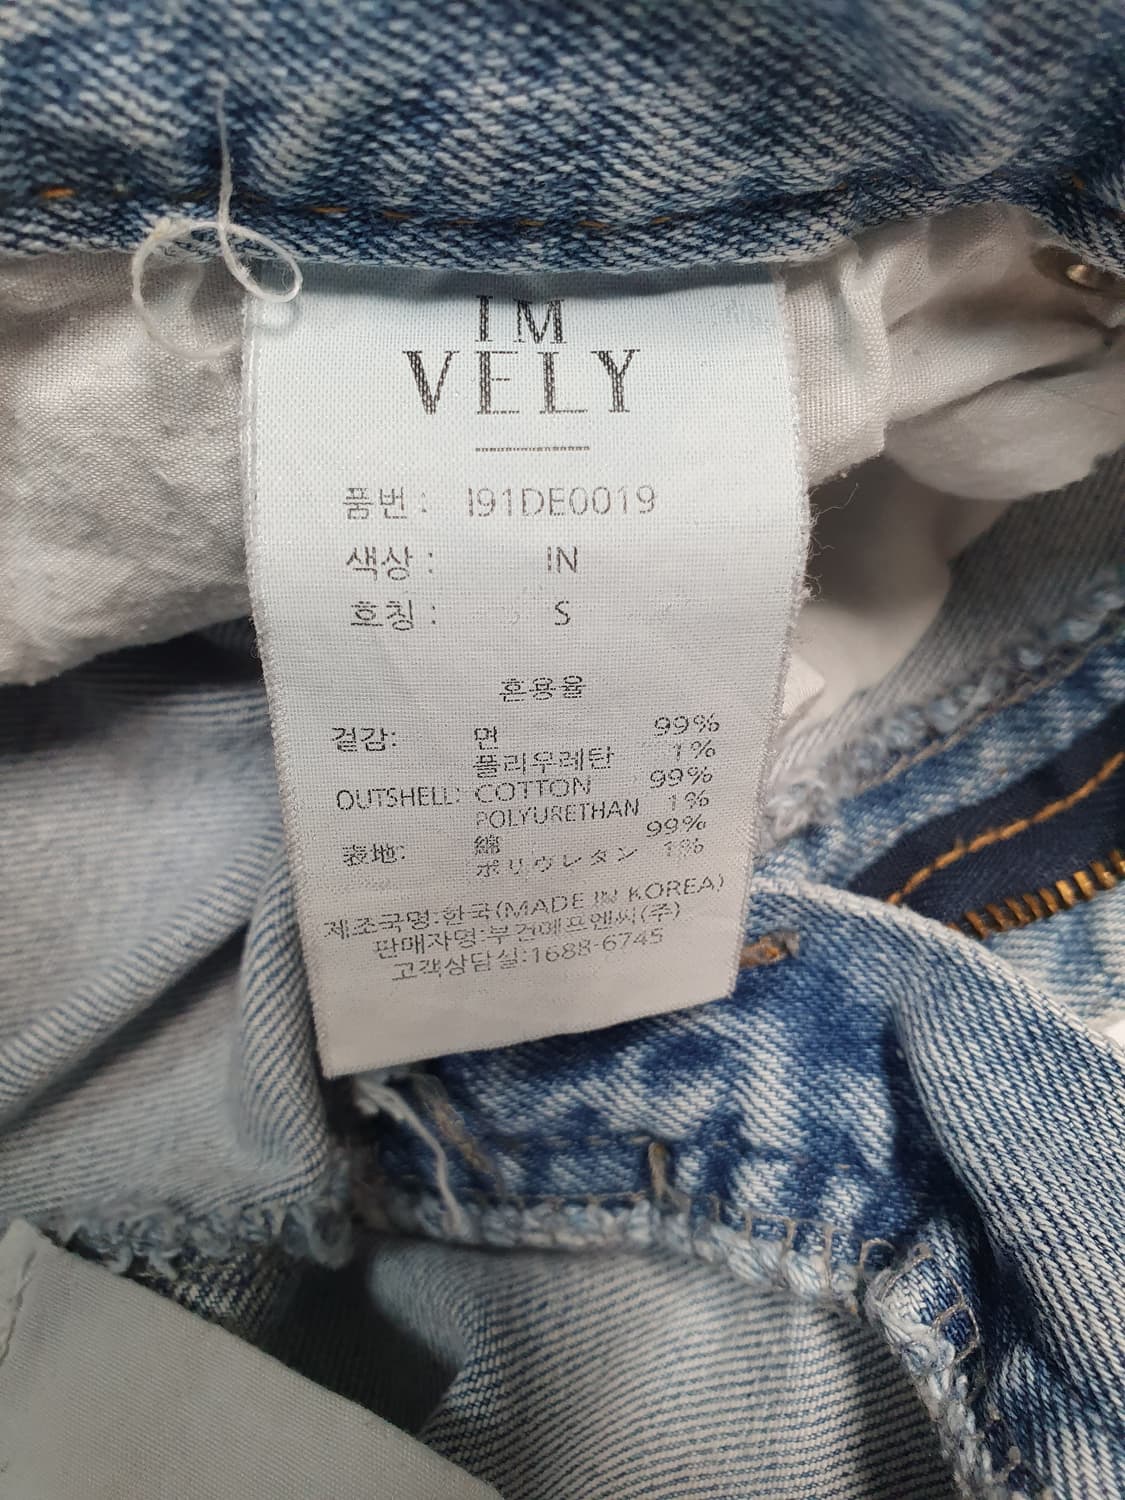 IM
VELY
품번 : I91DE0019
색상 : IN
호칭 : S
혼용율
겉감: 면 99%
폴리우레탄 1%
OUTSHELL: COTTON 99%
POLYURETHAN 1%
表地: 綿 99%
ポリウレタン 1%
제조국명:한국(MADE IN KOREA)
판매자명:부건에프엔씨(주)
고객상담실:1688-6745